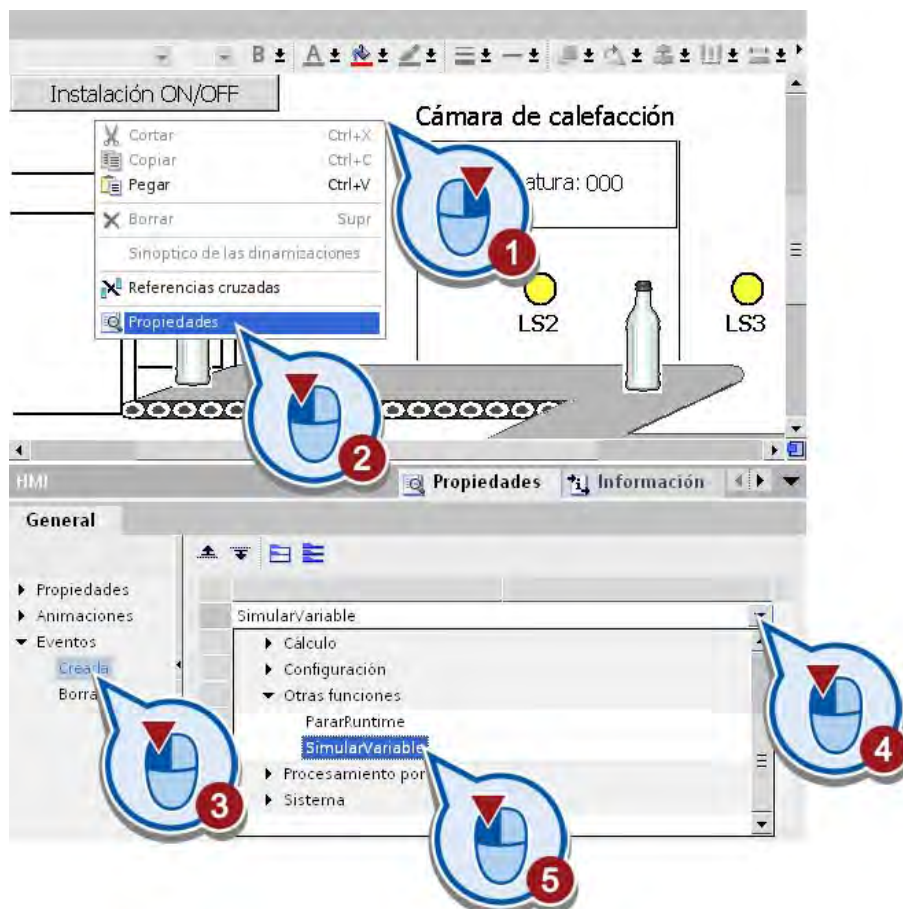 B A
Instalación ON/OFF
Cámara de calefacción
Cortar Ctrl+X
Copiar Ctrl+C
Pegar Ctrl+V
atura: 000
Borrar Supr
1
Sinoptico de las dinamizaciones
Referencias cruzadas
Propiedades
LS2
LS3
2
HMI
Propiedades
Información
General
Propiedades
Animaciones
SimularVariable
Eventos
Cálculo
Creada
Configuración
Borra
Otras funciones
PararRuntime
SimularVariable
4
Procesamiento por
3
Sistema
5